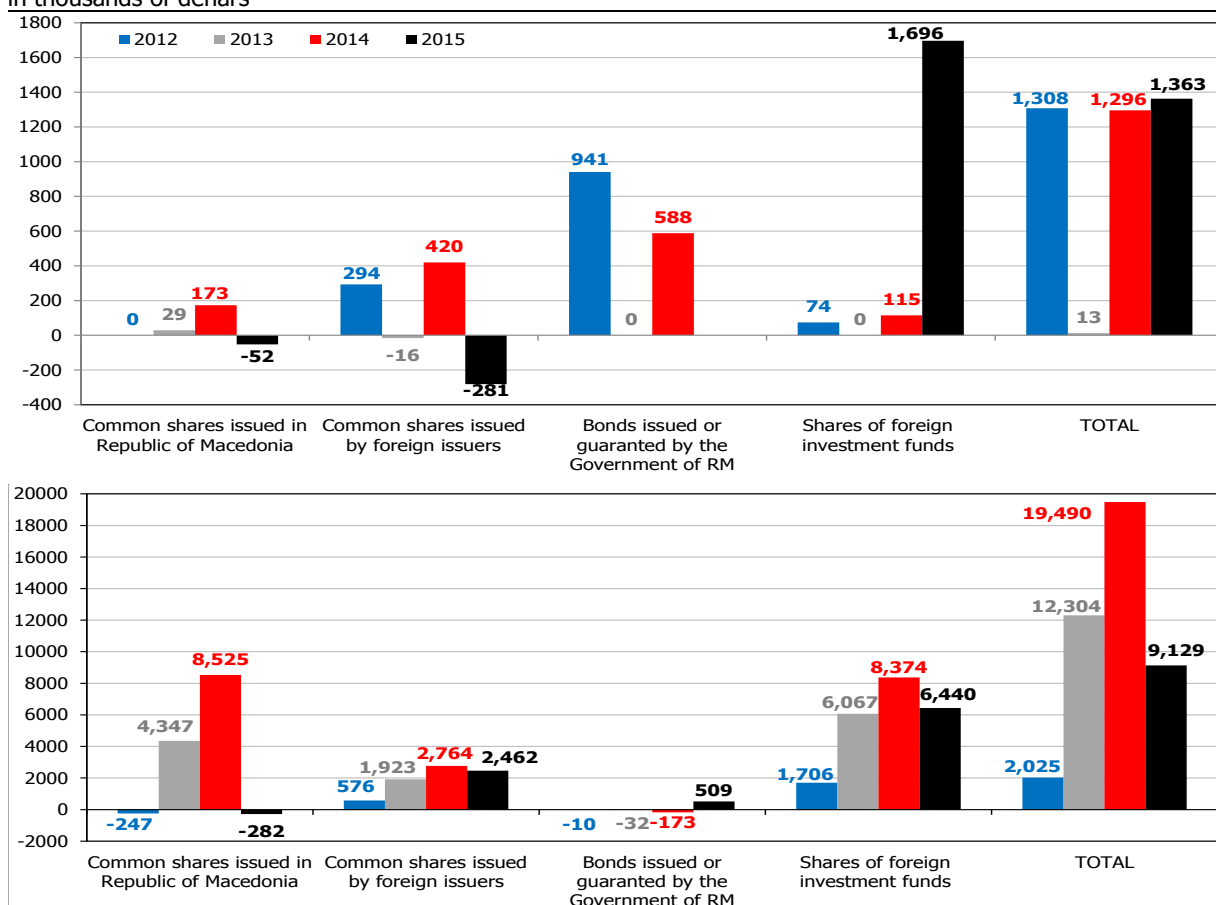 in thousands of denars
1800
1600
1400
1200
1000
800
600
400
200
0
-200
-400
2012 2013 2014 2015
0 29 173 -52
294 -16 420 -281
941 0 588
74 0 115 1,696
1,308 13 1,296 1,363
Common shares issued in Republic of Macedonia
Common shares issued by foreign issuers
Bonds issued or guaranted by the Government of RM
Shares of foreign investment funds
TOTAL
20000
18000
16000
14000
12000
10000
8000
6000
4000
2000
0
-2000
-247 4,347 8,525 -282
576 1,923 2,764 2,462
-10 -32 -173 509
1,706 6,067 8,374 6,440
2,025 12,304 19,490 9,129
Common shares issued in Republic of Macedonia
Common shares issued by foreign issuers
Bonds issued or guaranted by the Government of RM
Shares of foreign investment funds
TOTAL